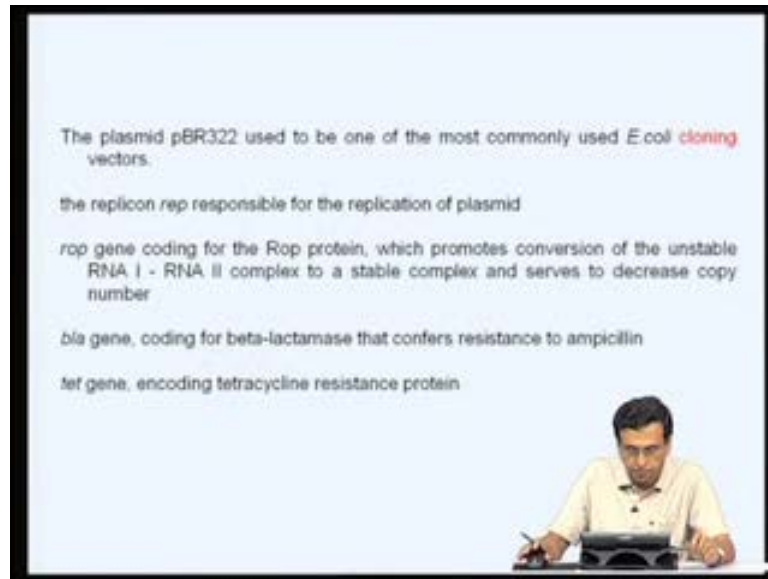 The plasmid pBR322 used to be one of the most commonly used E.coli cloning
vectors.
the replicon rep responsible for the replication of plasmid
rop gene coding for the Rop protein, which promotes conversion of the unstable
RNA I - RNA II complex to a stable complex and serves to decrease copy
number
bla gene, coding for beta-lactamase that confers resistance to ampicillin
tet gene, encoding tetracycline resistance protein